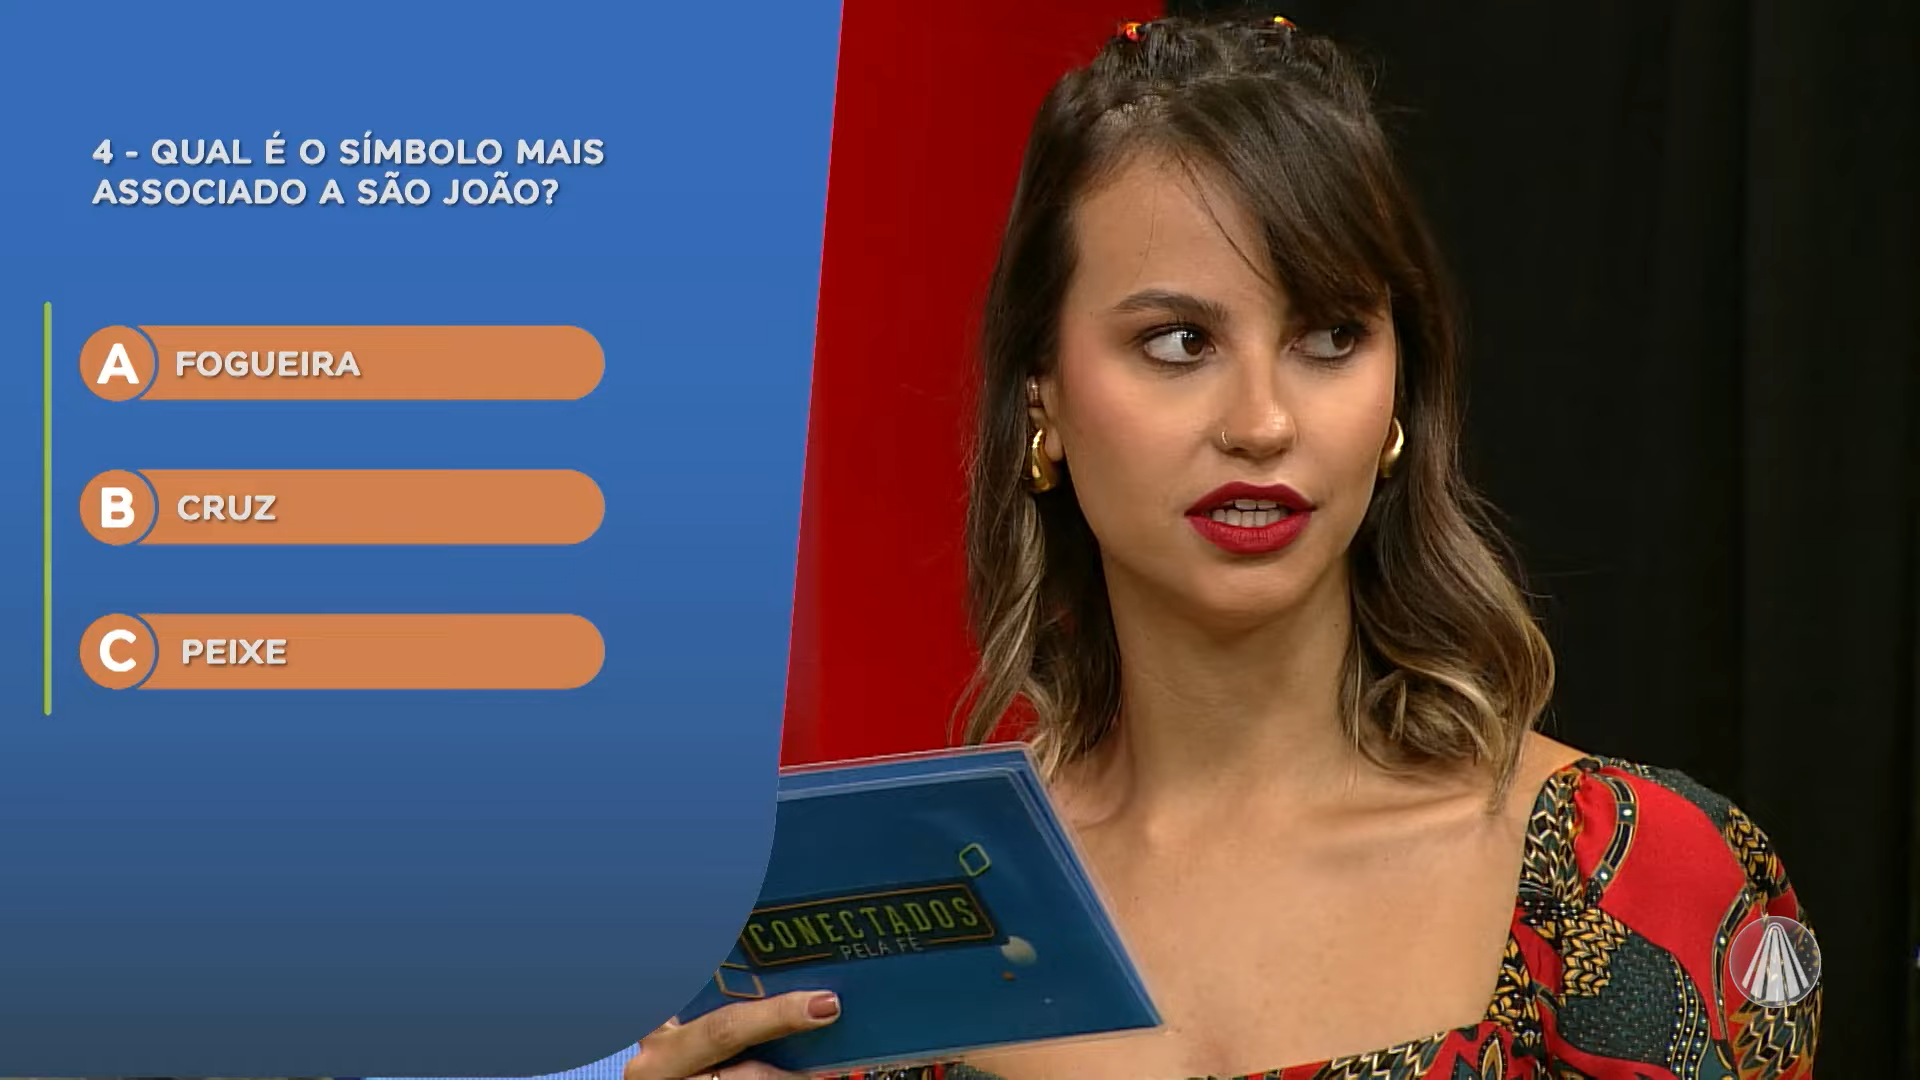 4 - QUAL É O SÍMBOLO MAIS
ASSOCIADO A SÃO JOÃO?
A FOGUEIRA
B CRUZ
C PEIXE
CONECTADOS
PELA FÉ